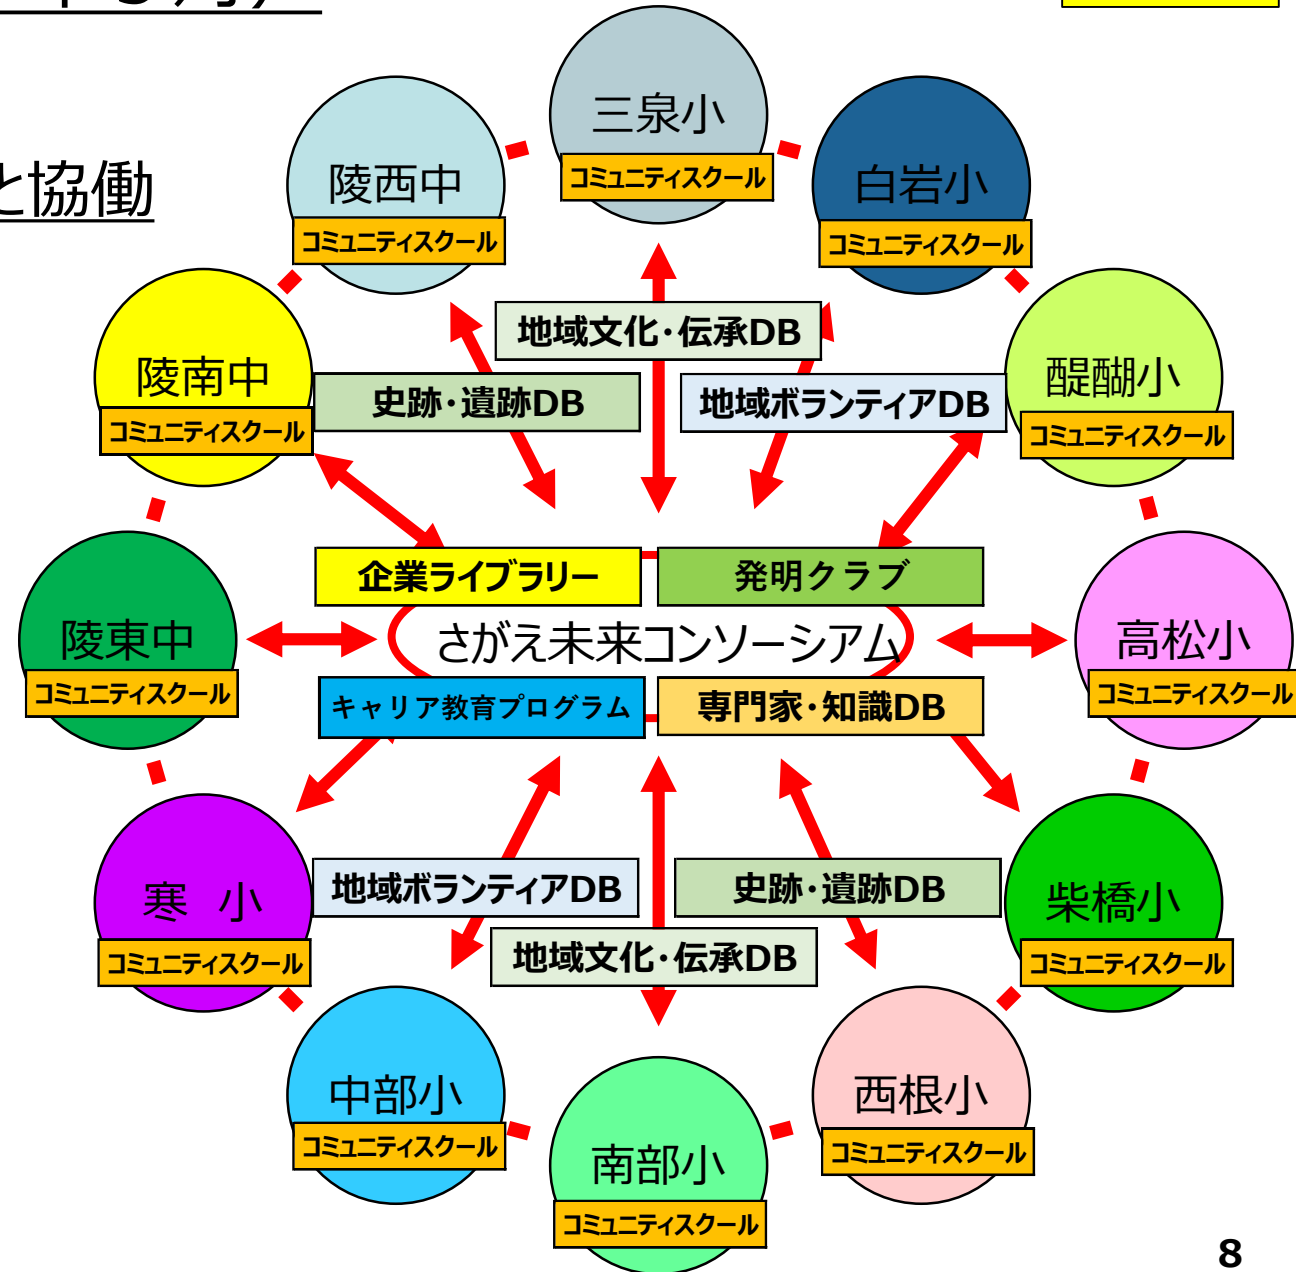 と協働
三泉小
コミュニティスクール
陵西中
コミュニティスクール
白岩小
コミュニティスクール
陵南中
コミュニティスクール
醍醐小
コミュニティスクール
地域文化・伝承DB
史跡・遺跡DB
地域ボランティアDB
企業ライブラリー
発明クラブ
陵東中
コミュニティスクール
さがえ未来コンソーシアム
高松小
コミュニティスクール
キャリア教育プログラム
専門家・知識DB
寒 小
コミュニティスクール
地域ボランティアDB
史跡・遺跡DB
柴橋小
コミュニティスクール
地域文化・伝承DB
中部小
コミュニティスクール
西根小
コミュニティスクール
南部小
コミュニティスクール
8